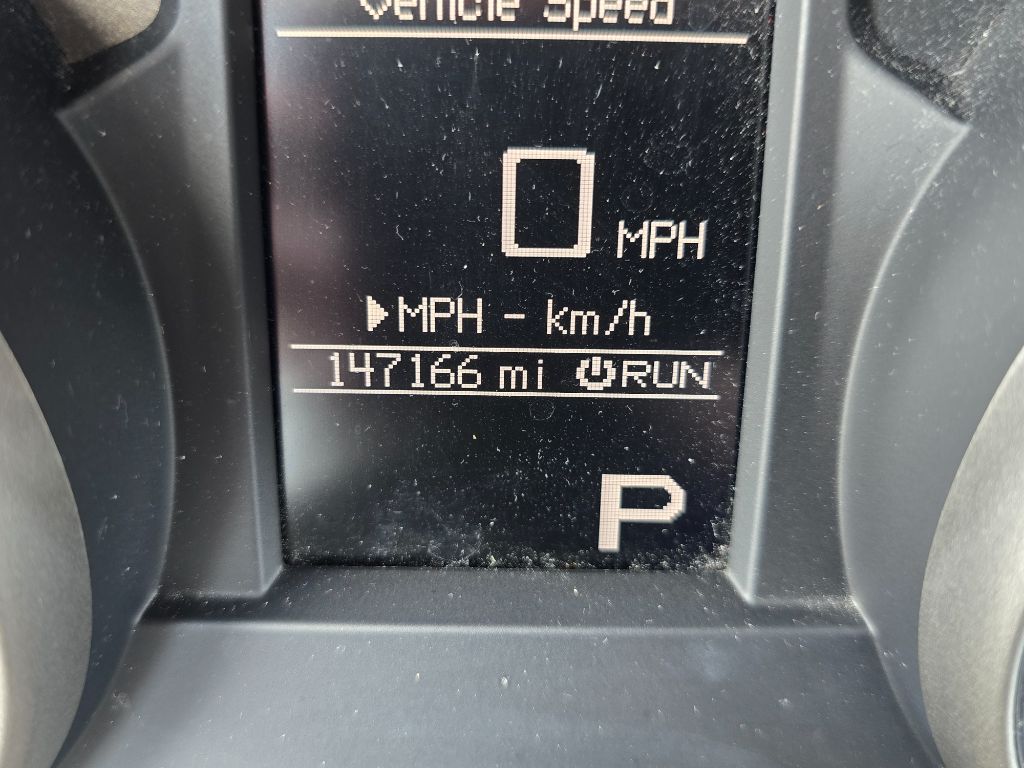 Vehicle Speed
0 MPH
MPH - km/h
147166 mi RUN
P